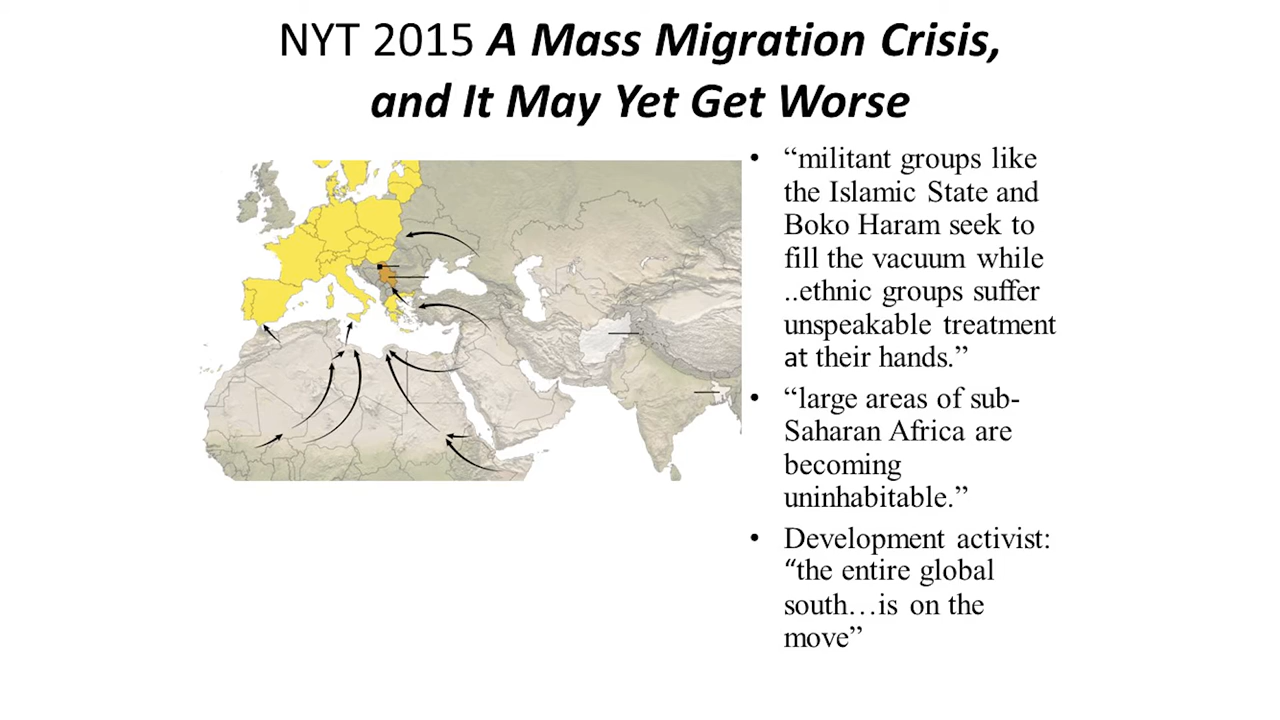 NYT 2015 A Mass Migration Crisis,
and It May Yet Get Worse
• “militant groups like
the Islamic State and
Boko Haram seek to
fill the vacuum while
..ethnic groups suffer
unspeakable treatment
at their hands.”
• “large areas of sub-
Saharan Africa are
becoming
uninhabitable.”
• Development activist:
“the entire global
south…is on the
move”